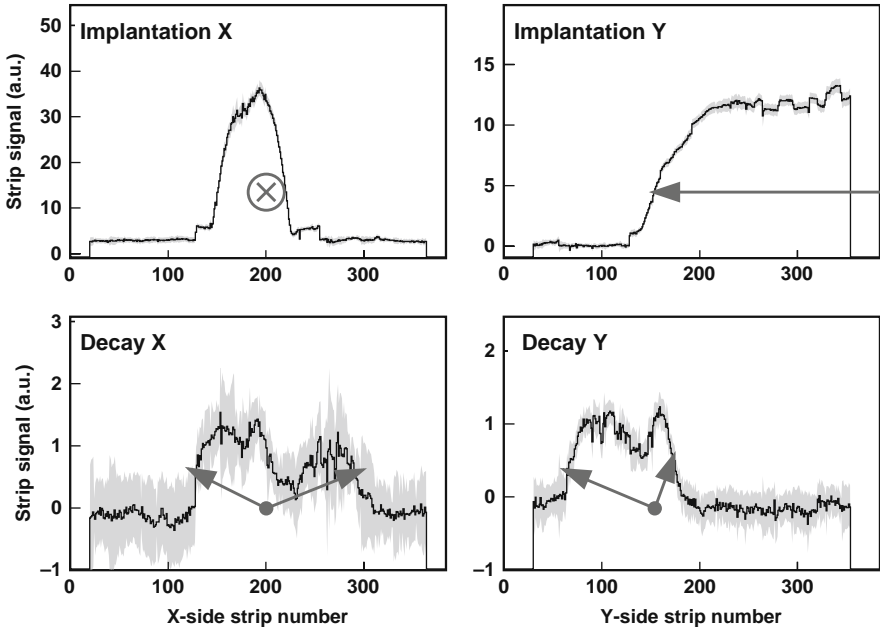 Implantation X
Strip signal (a.u.)
50
40
30
20
10
0
0 100 200 300
Implantation Y
15
10
5
0
0 100 200 300
Decay X
Strip signal (a.u.)
3
2
1
0
–1
0 100 200 300
X-side strip number
Decay Y
2
1
0
–1
0 100 200 300
Y-side strip number